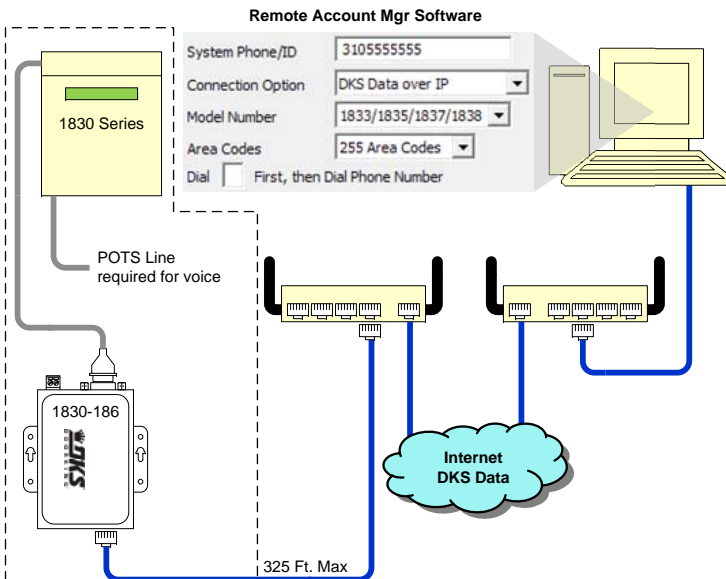 Remote Account Mgr Software
System Phone/ID 3105555555
Connection Option DKS Data over IP
Model Number 1833/1835/1837/1838
Area Codes 255 Area Codes
Dial First, then Dial Phone Number
1830 Series
POTS Line
required for voice
1830-186
DKS
DOORKING
Internet
DKS Data
325 Ft. Max